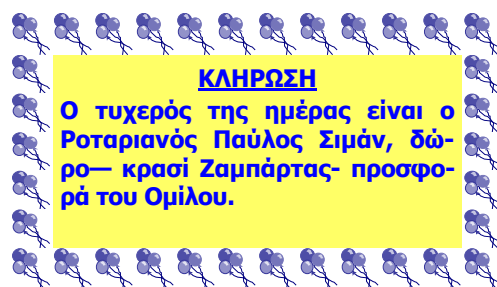 ΚΛΗΡΩΣΗ
Ο τυχερός της ημέρας είναι ο
Ροταριανός Παύλος Σιμάν, δώ-
ρο— κρασί Ζαμπάρτας- προσφο-
ρά του Ομίλου.